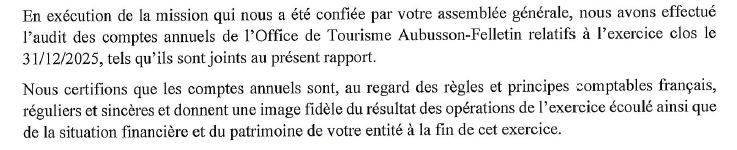 En exécution de la mission qui nous a été confiée par votre assemblée générale, nous avons effectué
l'audit des comptes annuels de l'Office de Tourisme Aubusson-Felletin relatifs à l'exercice clos le
31/12/2025, tels qu'ils sont joints au présent rapport.
Nous certifions que les comptes annuels sont, au regard des règles et principes comptables français,
réguliers et sincères et donnent une image fidèle du résultat des opérations de l'exercice écoulé ainsi que
de la situation financière et du patrimoine de votre entité à la fin de cet exercice.